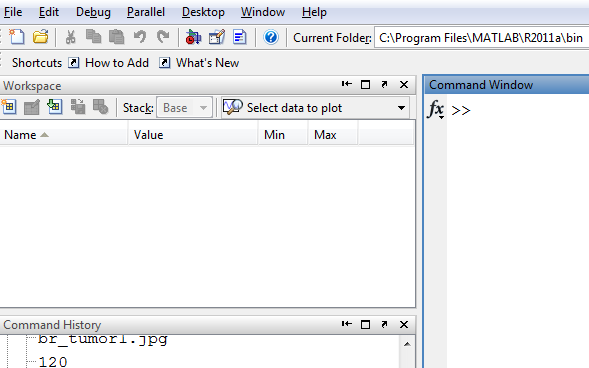 File Edit Debug Parallel Desktop Window Help
Current Folder: C:\Program Files\MATLAB\R2011a\bin
Shortcuts How to Add What's New
Workspace
Stack: Base Select data to plot
Name Value Min Max
Command History
br_tumor1.jpg
120
Command Window
fx >>